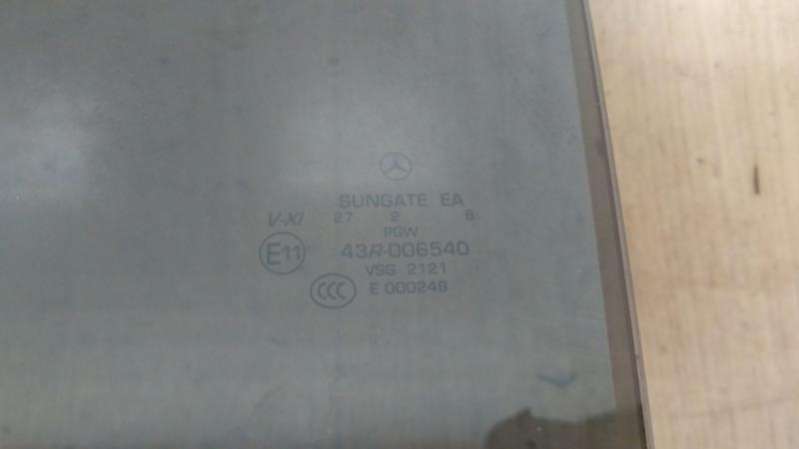 SUNGATE EA
V-XI 27 2 8
PGW
E11 43R-006540
VSG 2121
CCC E 000248